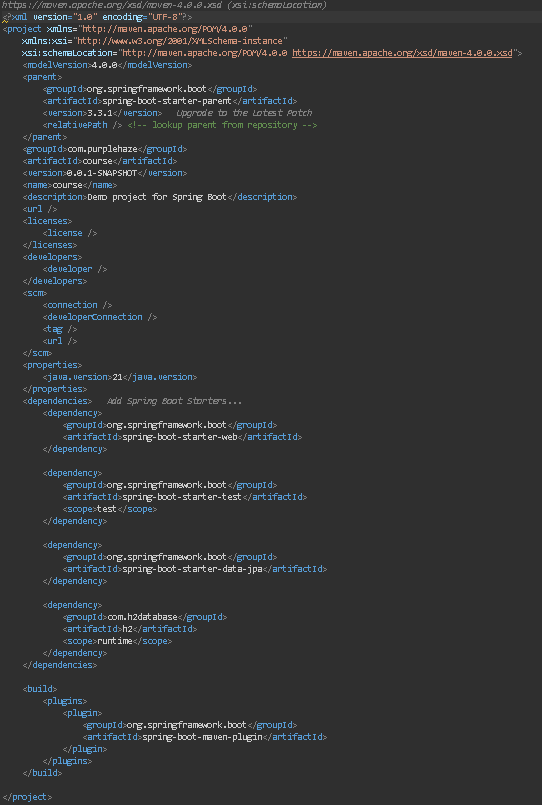 https://maven.apache.org/xsd/maven-4.0.0.xsd (xsi:schemaLocation)
<?xml version="1.0" encoding="UTF-8"?>
<project xmlns="http://maven.apache.org/POM/4.0.0"
    xmlns:xsi="http://www.w3.org/2001/XMLSchema-instance"
    xsi:schemaLocation="http://maven.apache.org/POM/4.0.0 https://maven.apache.org/xsd/maven-4.0.0.xsd">
    <modelVersion>4.0.0</modelVersion>
    <parent>
        <groupId>org.springframework.boot</groupId>
        <artifactId>spring-boot-starter-parent</artifactId>
        <version>3.3.1</version>   Upgrade to the Latest Patch
        <relativePath /> <!-- lookup parent from repository -->
    </parent>
    <groupId>com.purplehaze</groupId>
    <artifactId>course</artifactId>
    <version>0.0.1-SNAPSHOT</version>
    <name>course</name>
    <description>Demo project for Spring Boot</description>
    <url />
    <licenses>
        <license />
    </licenses>
    <developers>
        <developer />
    </developers>
    <scm>
        <connection />
        <developerConnection />
        <tag />
        <url />
    </scm>
    <properties>
        <java.version>21</java.version>
    </properties>
    <dependencies>   Add Spring Boot Starters...
        <dependency>
            <groupId>org.springframework.boot</groupId>
            <artifactId>spring-boot-starter-web</artifactId>
        </dependency>

        <dependency>
            <groupId>org.springframework.boot</groupId>
            <artifactId>spring-boot-starter-test</artifactId>
            <scope>test</scope>
        </dependency>

        <dependency>
            <groupId>org.springframework.boot</groupId>
            <artifactId>spring-boot-starter-data-jpa</artifactId>
        </dependency>

        <dependency>
            <groupId>com.h2database</groupId>
            <artifactId>h2</artifactId>
            <scope>runtime</scope>
        </dependency>
    </dependencies>

    <build>
        <plugins>
            <plugin>
                <groupId>org.springframework.boot</groupId>
                <artifactId>spring-boot-maven-plugin</artifactId>
            </plugin>
        </plugins>
    </build>

</project>